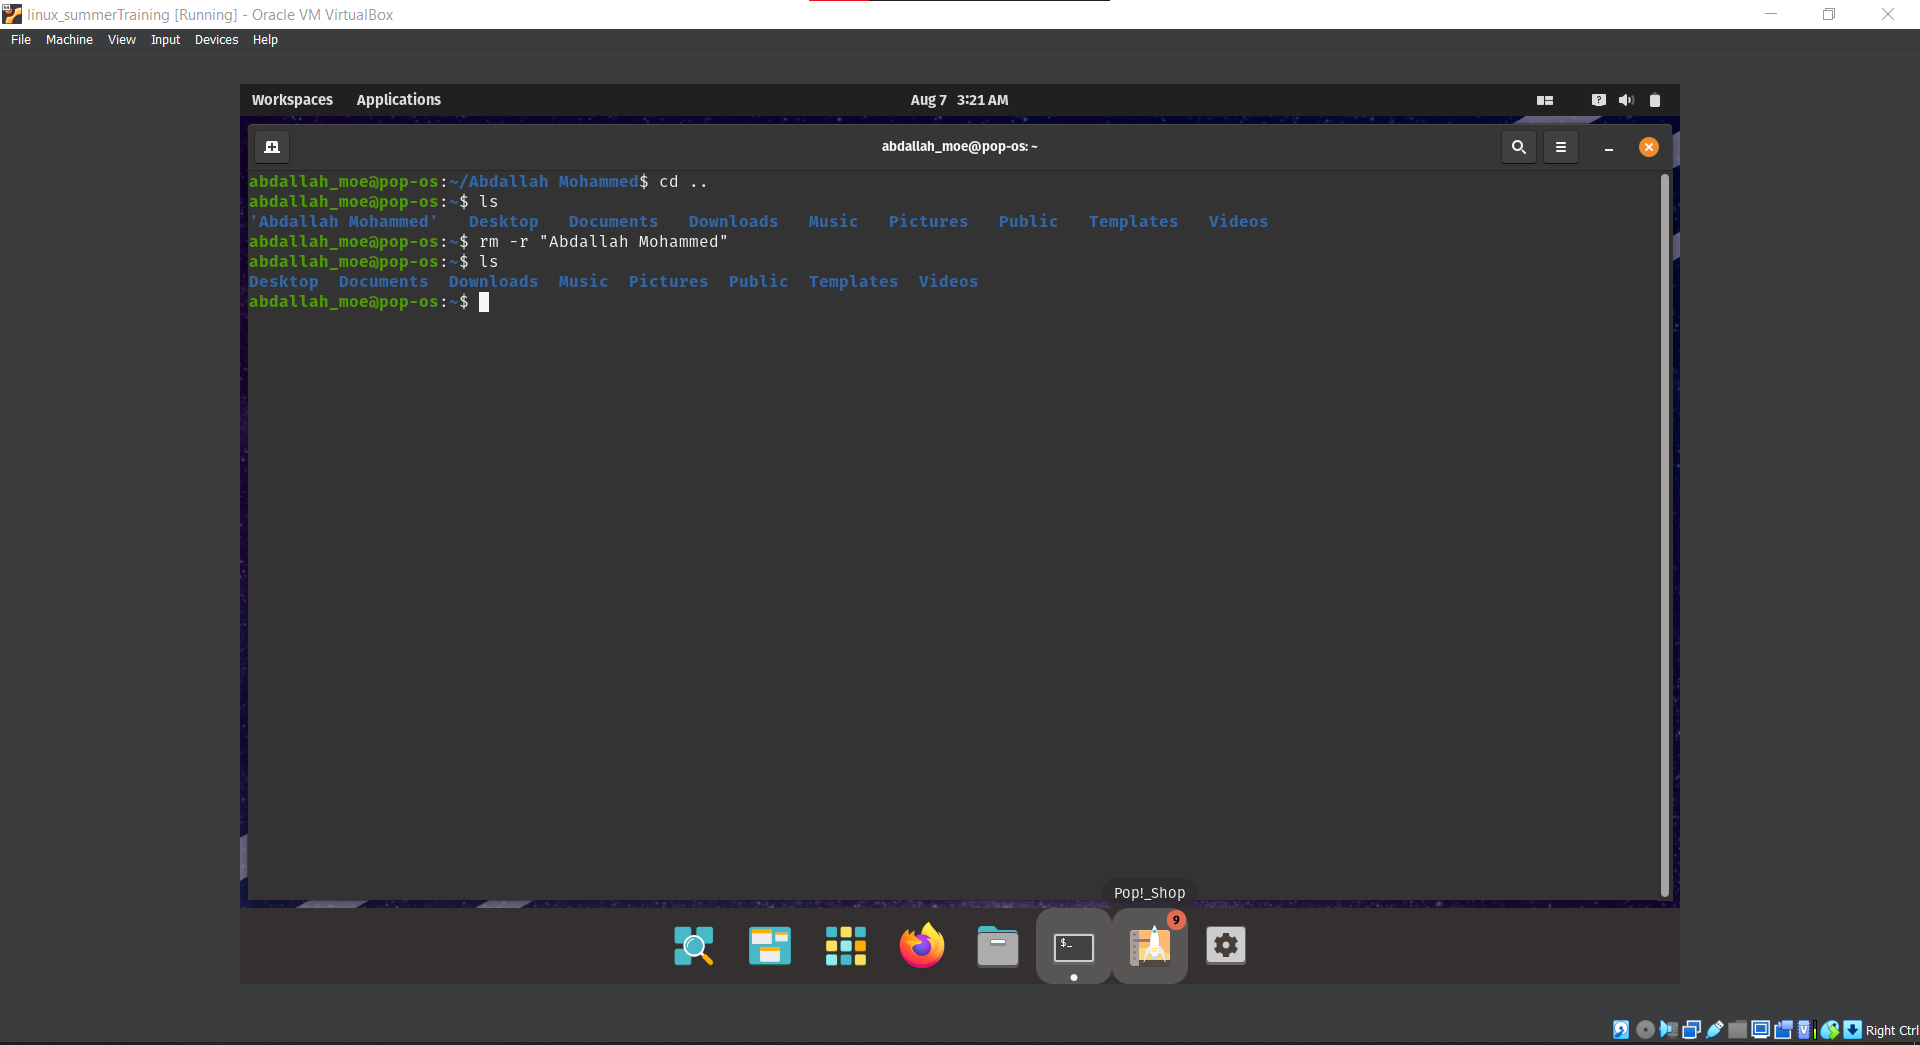 linux_summerTraining [Running] - Oracle VM VirtualBox
File Machine View Input Devices Help
Workspaces Applications Aug 7 3:21 AM
abdallah_moe@pop-os: ~
abdallah_moe@pop-os:~/Abdallah Mohammed$ cd ..
abdallah_moe@pop-os:~$ ls
'Abdallah Mohammed' Desktop Documents Downloads Music Pictures Public Templates Videos
abdallah_moe@pop-os:~$ rm -r "Abdallah Mohammed"
abdallah_moe@pop-os:~$ ls
Desktop Documents Downloads Music Pictures Public Templates Videos
abdallah_moe@pop-os:~$
Pop!_Shop
9
$_
Right Ctrl